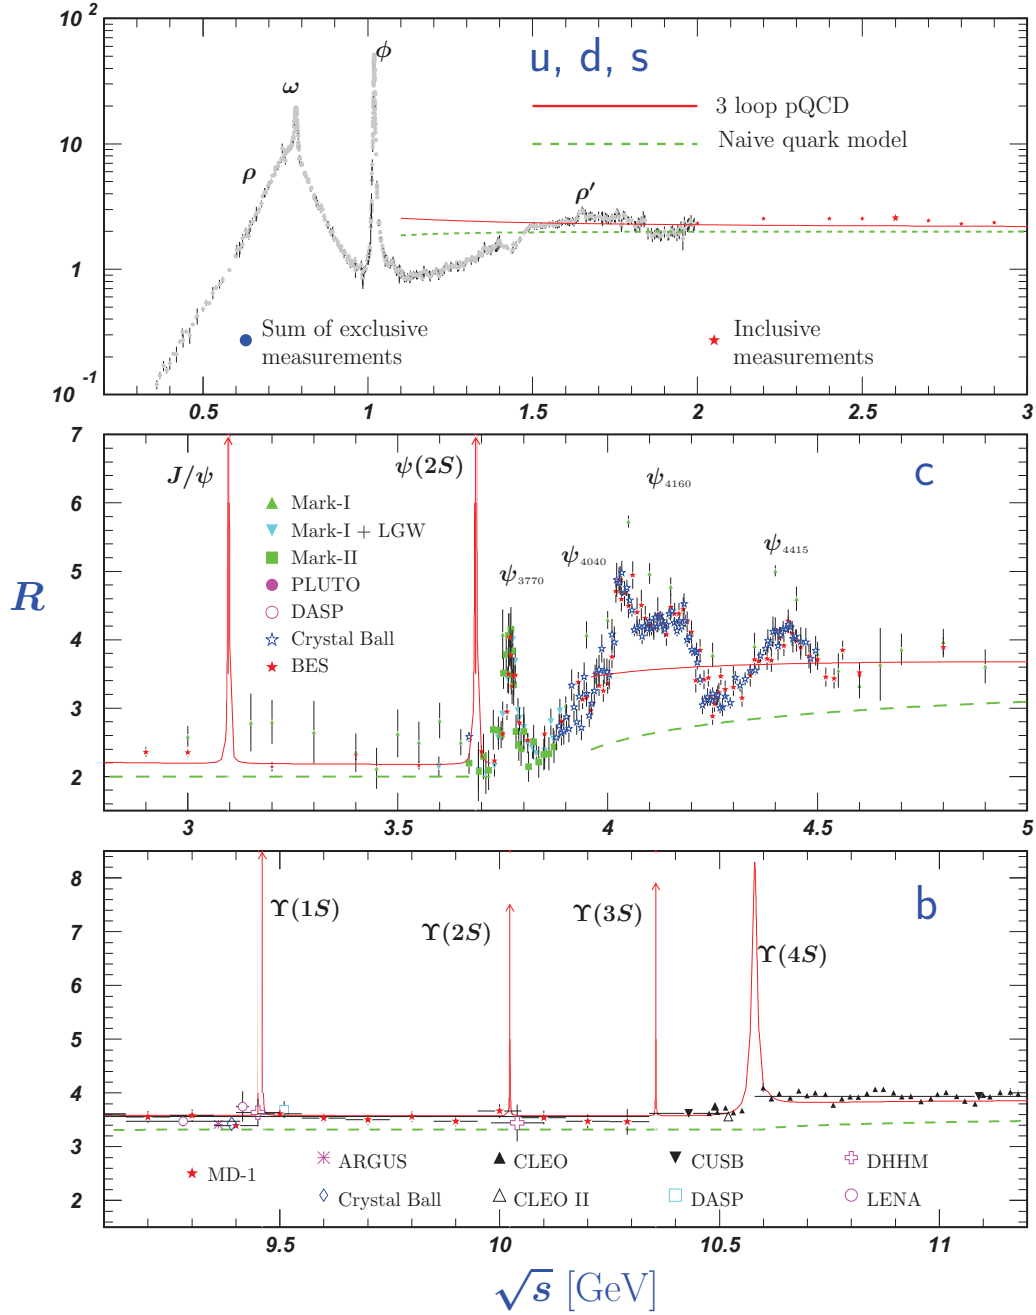 10²
10
1
10⁻¹
u, d, s
3 loop pQCD
Naive quark model
ρ
ω
ϕ
ρ′
Sum of exclusive
measurements
Inclusive
measurements
0.5
1
1.5
2
2.5
3
R
7
6
5
4
3
2
c
J/ψ
ψ(2S)
ψ₃₇₇₀
ψ₄₀₄₀
ψ₄₁₆₀
ψ₄₄₁₅
Mark-I
Mark-I + LGW
Mark-II
PLUTO
DASP
Crystal Ball
BES
3
3.5
4
4.5
5
8
7
6
5
4
3
2
b
Υ(1S)
Υ(2S)
Υ(3S)
Υ(4S)
MD-1
ARGUS
CLEO
CUSB
DHHM
Crystal Ball
CLEO II
DASP
LENA
9.5
10
10.5
11
√s [GeV]